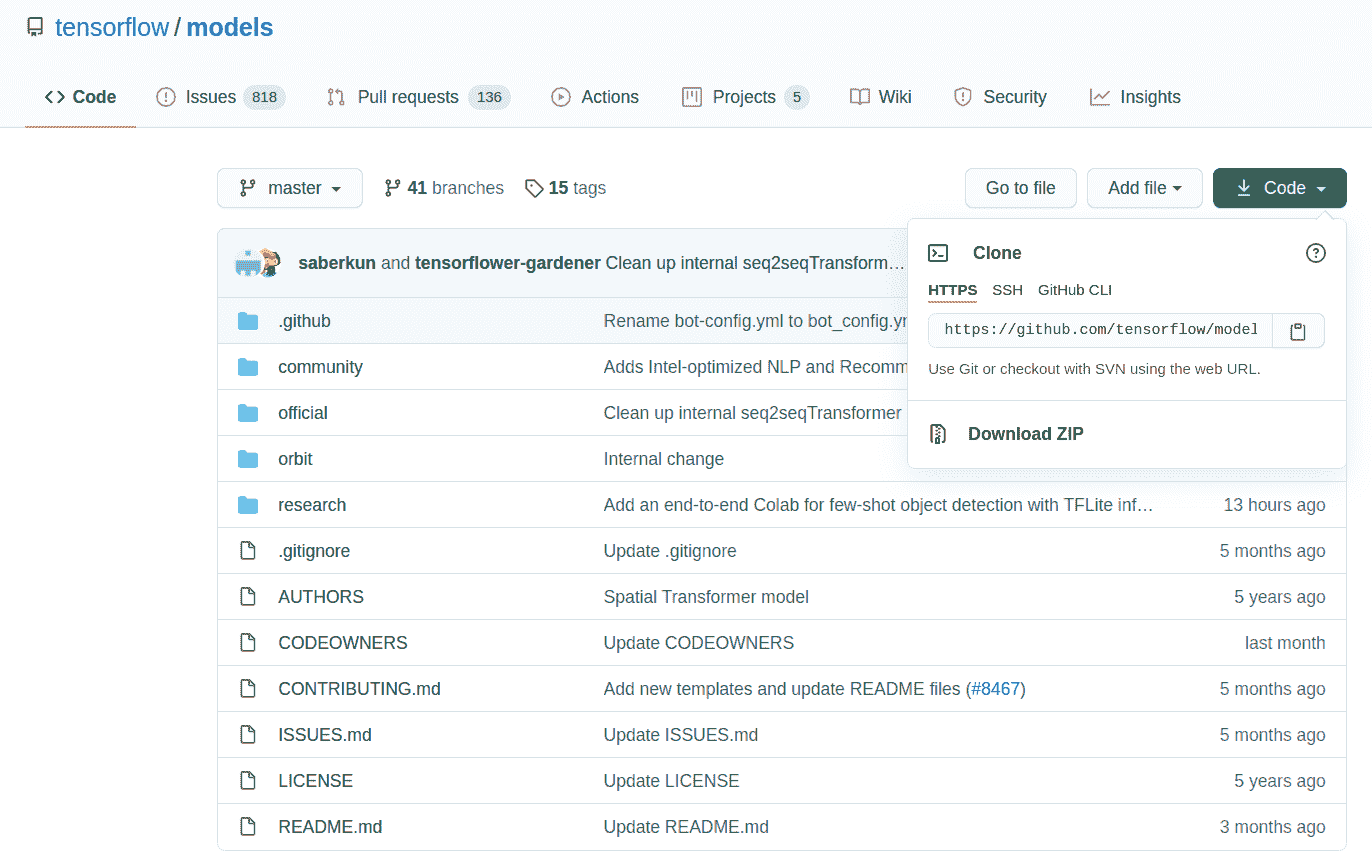 tensorflow / models
Code Issues 818 Pull requests 136 Actions Projects 5 Wiki Security Insights
master 41 branches 15 tags Go to file Add file Code
saberkun and tensorflower-gardener Clean up internal seq2seqTransform…
Clone
HTTPS SSH GitHub CLI
https://github.com/tensorflow/model
Use Git or checkout with SVN using the web URL.
Download ZIP
.github Rename bot-config.yml to bot_config.yr
community Adds Intel-optimized NLP and Recomm
official Clean up internal seq2seqTransformer
orbit Internal change
research Add an end-to-end Colab for few-shot object detection with TFLite inf… 13 hours ago
.gitignore Update .gitignore 5 months ago
AUTHORS Spatial Transformer model 5 years ago
CODEOWNERS Update CODEOWNERS last month
CONTRIBUTING.md Add new templates and update README files (#8467) 5 months ago
ISSUES.md Update ISSUES.md 5 months ago
LICENSE Update LICENSE 5 years ago
README.md Update README.md 3 months ago